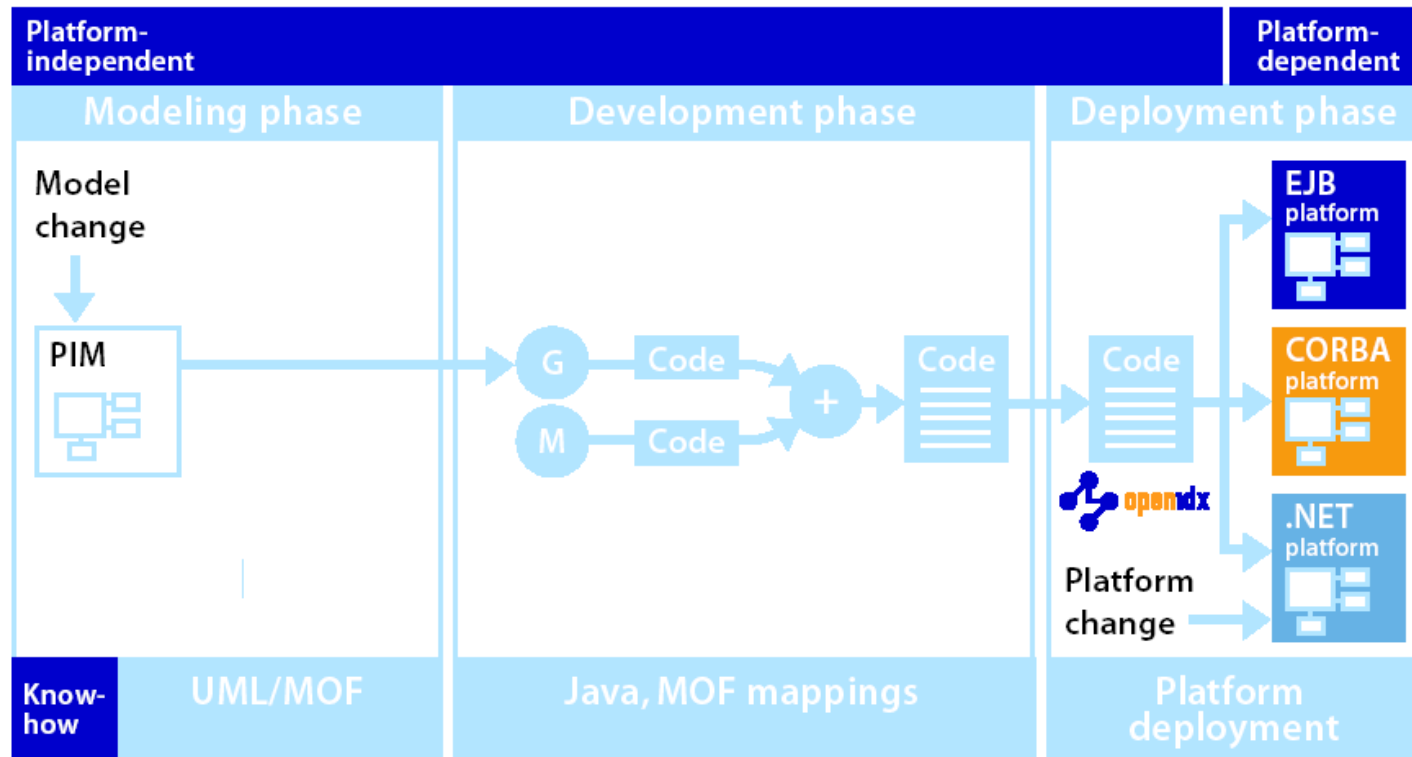 Platform-
independent
Platform-
dependent
Modeling phase
Development phase
Deployment phase
Model
change
PIM
G
Code
M
Code
+
Code
Code
openmdx
EJB
platform
CORBA
platform
.NET
platform
Platform
change
Know-
how
UML/MOF
Java, MOF mappings
Platform
deployment